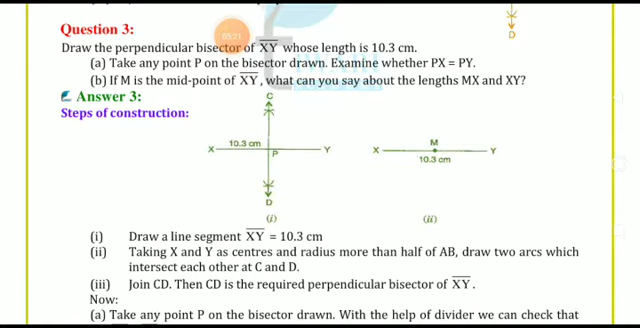 D
Question 3:
05:21
Draw the perpendicular bisector of XY whose length is 10.3 cm.
(a) Take any point P on the bisector drawn. Examine whether PX = PY.
(b) If M is the mid-point of XY, what can you say about the lengths MX and XY?
Answer 3:
Steps of construction:
C
X 10.3 cm P Y
D
(i)
X M Y
10.3 cm
(ii)
(i) Draw a line segment XY = 10.3 cm
(ii) Taking X and Y as centres and radius more than half of AB, draw two arcs which
intersect each other at C and D.
(iii) Join CD. Then CD is the required perpendicular bisector of XY.
Now:
(a) Take any point P on the bisector drawn. With the help of divider we can check that